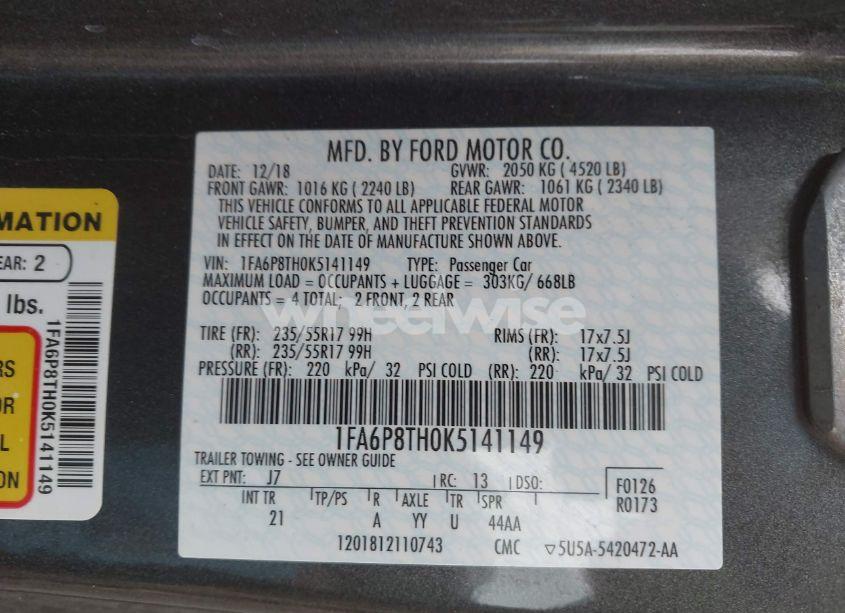 MATION
EAR: 2
lbs.
RS
OR
L
ON
1FA6P8TH0K5141149
MFD. BY FORD MOTOR CO.
DATE: 12/18 GVWR: 2050 KG ( 4520 LB)
FRONT GAWR: 1016 KG ( 2240 LB) REAR GAWR: 1061 KG ( 2340 LB)
THIS VEHICLE CONFORMS TO ALL APPLICABLE FEDERAL MOTOR
VEHICLE SAFETY, BUMPER, AND THEFT PREVENTION STANDARDS
IN EFFECT ON THE DATE OF MANUFACTURE SHOWN ABOVE.
VIN: 1FA6P8TH0K5141149 TYPE: Passenger Car
MAXIMUM LOAD = OCCUPANTS + LUGGAGE = 303KG/ 668LB
OCCUPANTS = 4 TOTAL; 2 FRONT, 2 REAR
wheelwise
TIRE (FR): 235/55R17 99H RIMS (FR): 17x7.5J
(RR): 235/55R17 99H (RR): 17x7.5J
PRESSURE (FR): 220 kPa/ 32 PSI COLD (RR): 220 kPa/ 32 PSI COLD
1FA6P8TH0K5141149
TRAILER TOWING - SEE OWNER GUIDE
EXT PNT: J7 RC: 13 DSO: F0126
INT TR TP/PS R AXLE TR SPR R0173
21 A YY U 44AA
1201812110743 CMC ▽5U5A-5420472-AA